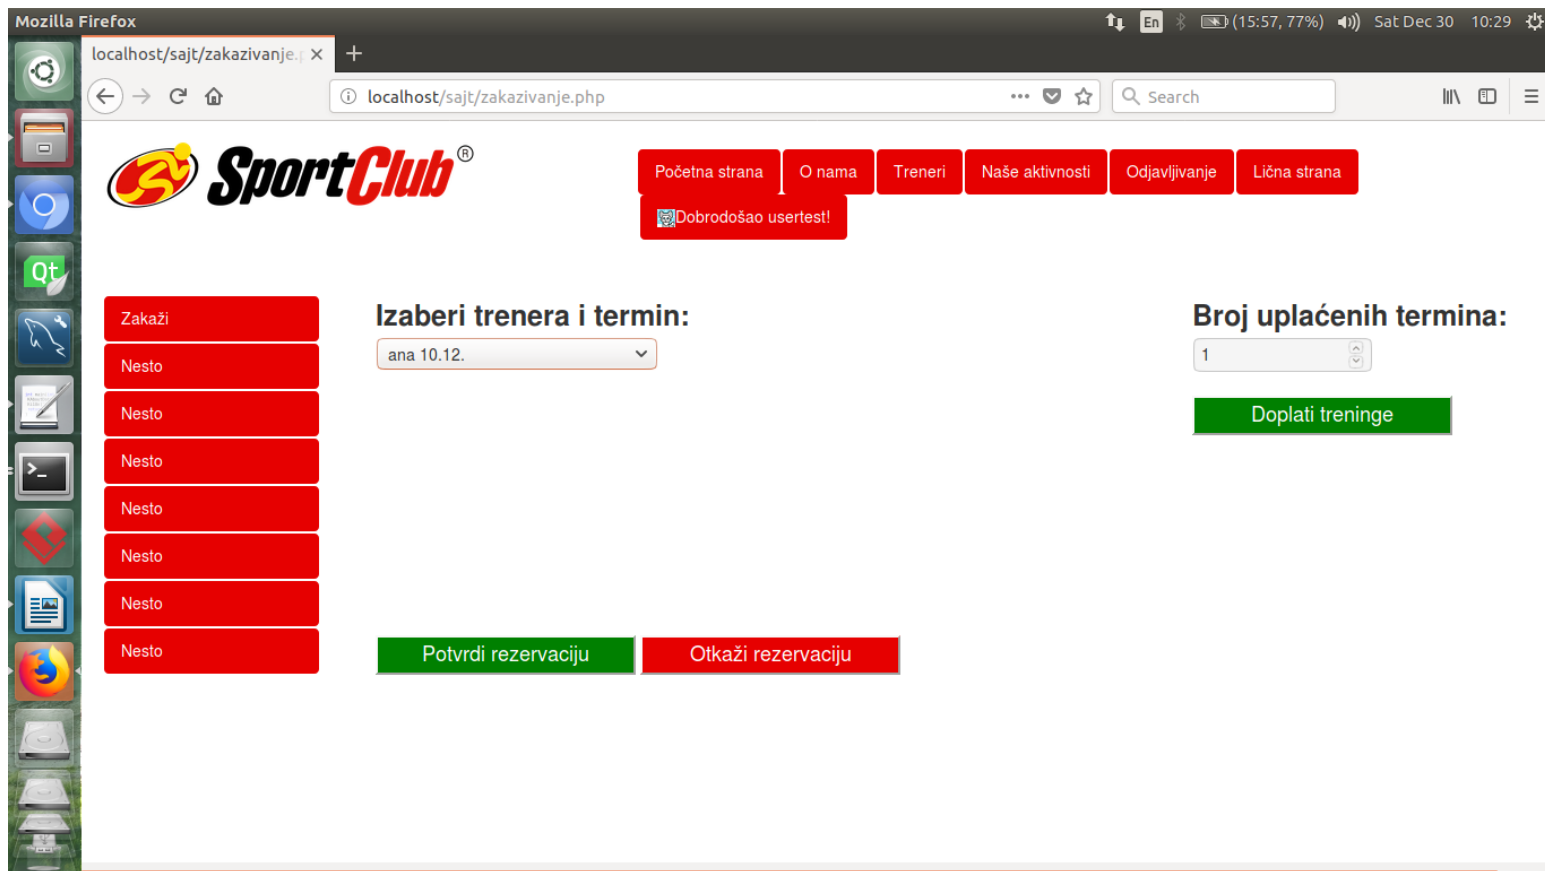 Mozilla Firefox
En (15:57, 77%) Sat Dec 30 10:29
localhost/sajt/zakazivanje.p
localhost/sajt/zakazivanje.php
Search
SportClub®
Početna strana O nama Treneri Naše aktivnosti Odjavljivanje Lična strana
Dobrodošao usertest!
Zakaži
Nesto
Nesto
Nesto
Nesto
Nesto
Nesto
Nesto
Izaberi trenera i termin:
ana 10.12.
Potvrdi rezervaciju Otkaži rezervaciju
Broj uplaćenih termina:
1
Doplati treninge
Qt